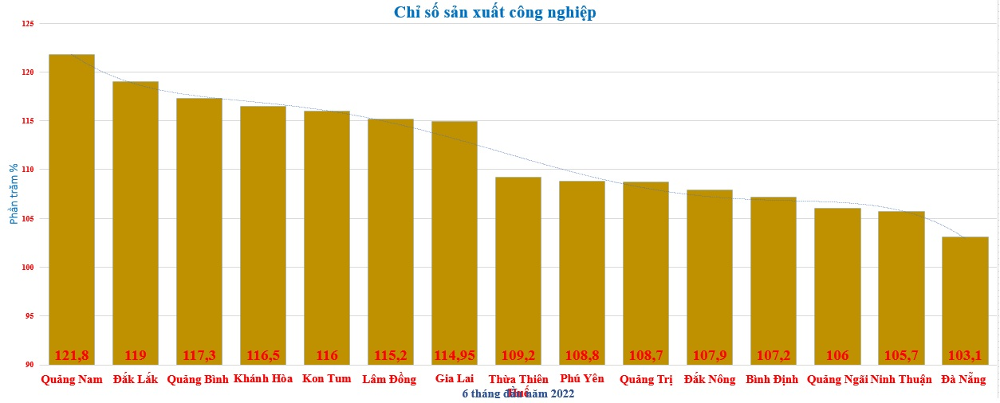 Chỉ số sản xuất công nghiệp
Phần trăm %
125
120
115
110
105
100
95
90
121,8 119 117,3 116,5 116 115,2 114,95 109,2 108,8 108,7 107,9 107,2 106 105,7 103,1
Quảng Nam Đắk Lắk Quảng Bình Khánh Hòa Kon Tum Lâm Đồng Gia Lai Thừa Thiên Phú Yên Quảng Trị Đắk Nông Bình Định Quảng Ngãi Ninh Thuận Đà Nẵng
Huế
6 tháng đầu năm 2022